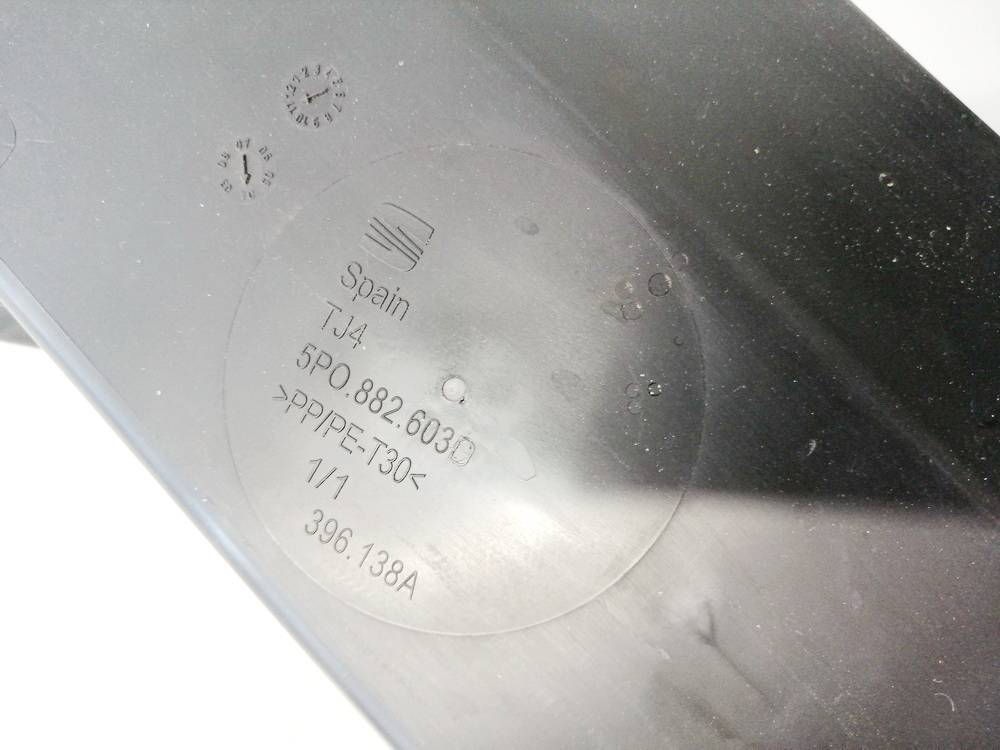 Spain
TJ4
5P0.882.603D
>PP/PE-T30<
1/1
396.138A